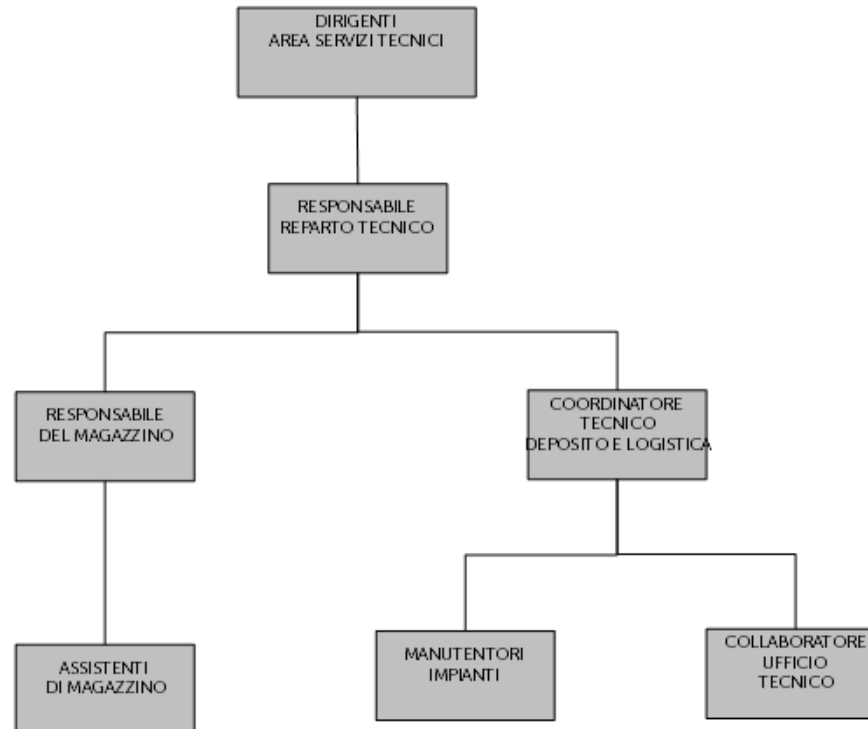 DIRIGENTI
AREA SERVIZI TECNICI
RESPONSABILE
REPARTO TECNICO
RESPONSABILE
DEL MAGAZZINO
COORDINATORE
TECNICO
DEPOSITO E LOGISTICA
ASSISTENTI
DI MAGAZZINO
MANUTENTORI
IMPIANTI
COLLABORATORE
UFFICIO
TECNICO